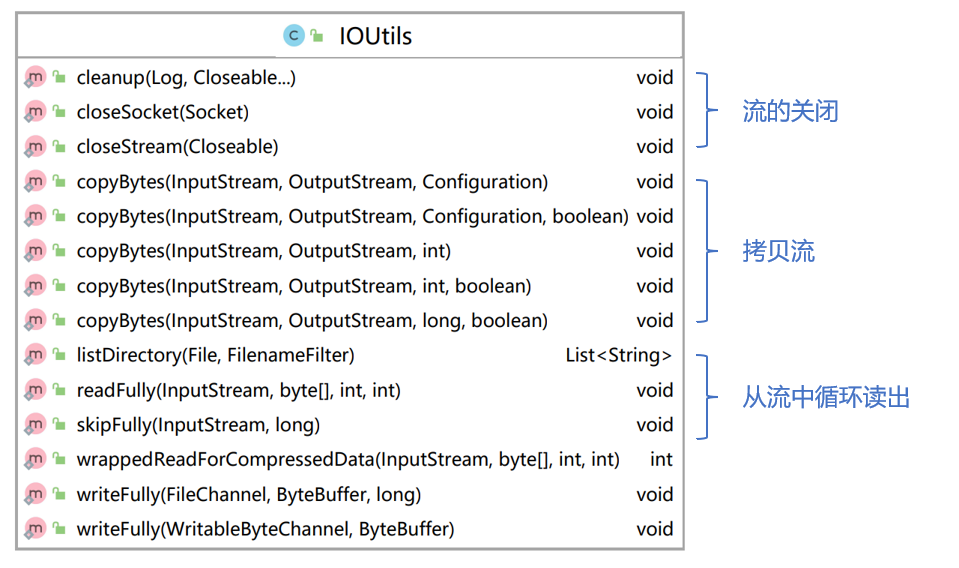 IOUtils
cleanup(Log, Closeable...) void
closeSocket(Socket) void
流的关闭
closeStream(Closeable) void
copyBytes(InputStream, OutputStream, Configuration) void
copyBytes(InputStream, OutputStream, Configuration, boolean) void
copyBytes(InputStream, OutputStream, int) void
拷贝流
copyBytes(InputStream, OutputStream, int, boolean) void
copyBytes(InputStream, OutputStream, long, boolean) void
listDirectory(File, FilenameFilter) List<String>
readFully(InputStream, byte[], int, int) void
从流中循环读出
skipFully(InputStream, long) void
wrappedReadForCompressedData(InputStream, byte[], int, int) int
writeFully(FileChannel, ByteBuffer, long) void
writeFully(WritableByteChannel, ByteBuffer) void